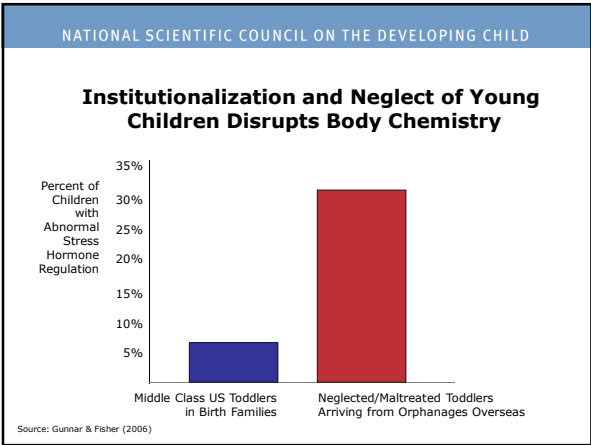 NATIONAL SCIENTIFIC COUNCIL ON THE DEVELOPING CHILD
Institutionalization and Neglect of Young
Children Disrupts Body Chemistry
Percent of
Children
with
Abnormal
Stress
Hormone
Regulation
35%
30%
25%
20%
15%
10%
5%
Middle Class US Toddlers
in Birth Families
Neglected/Maltreated Toddlers
Arriving from Orphanages Overseas
Source: Gunnar & Fisher (2006)